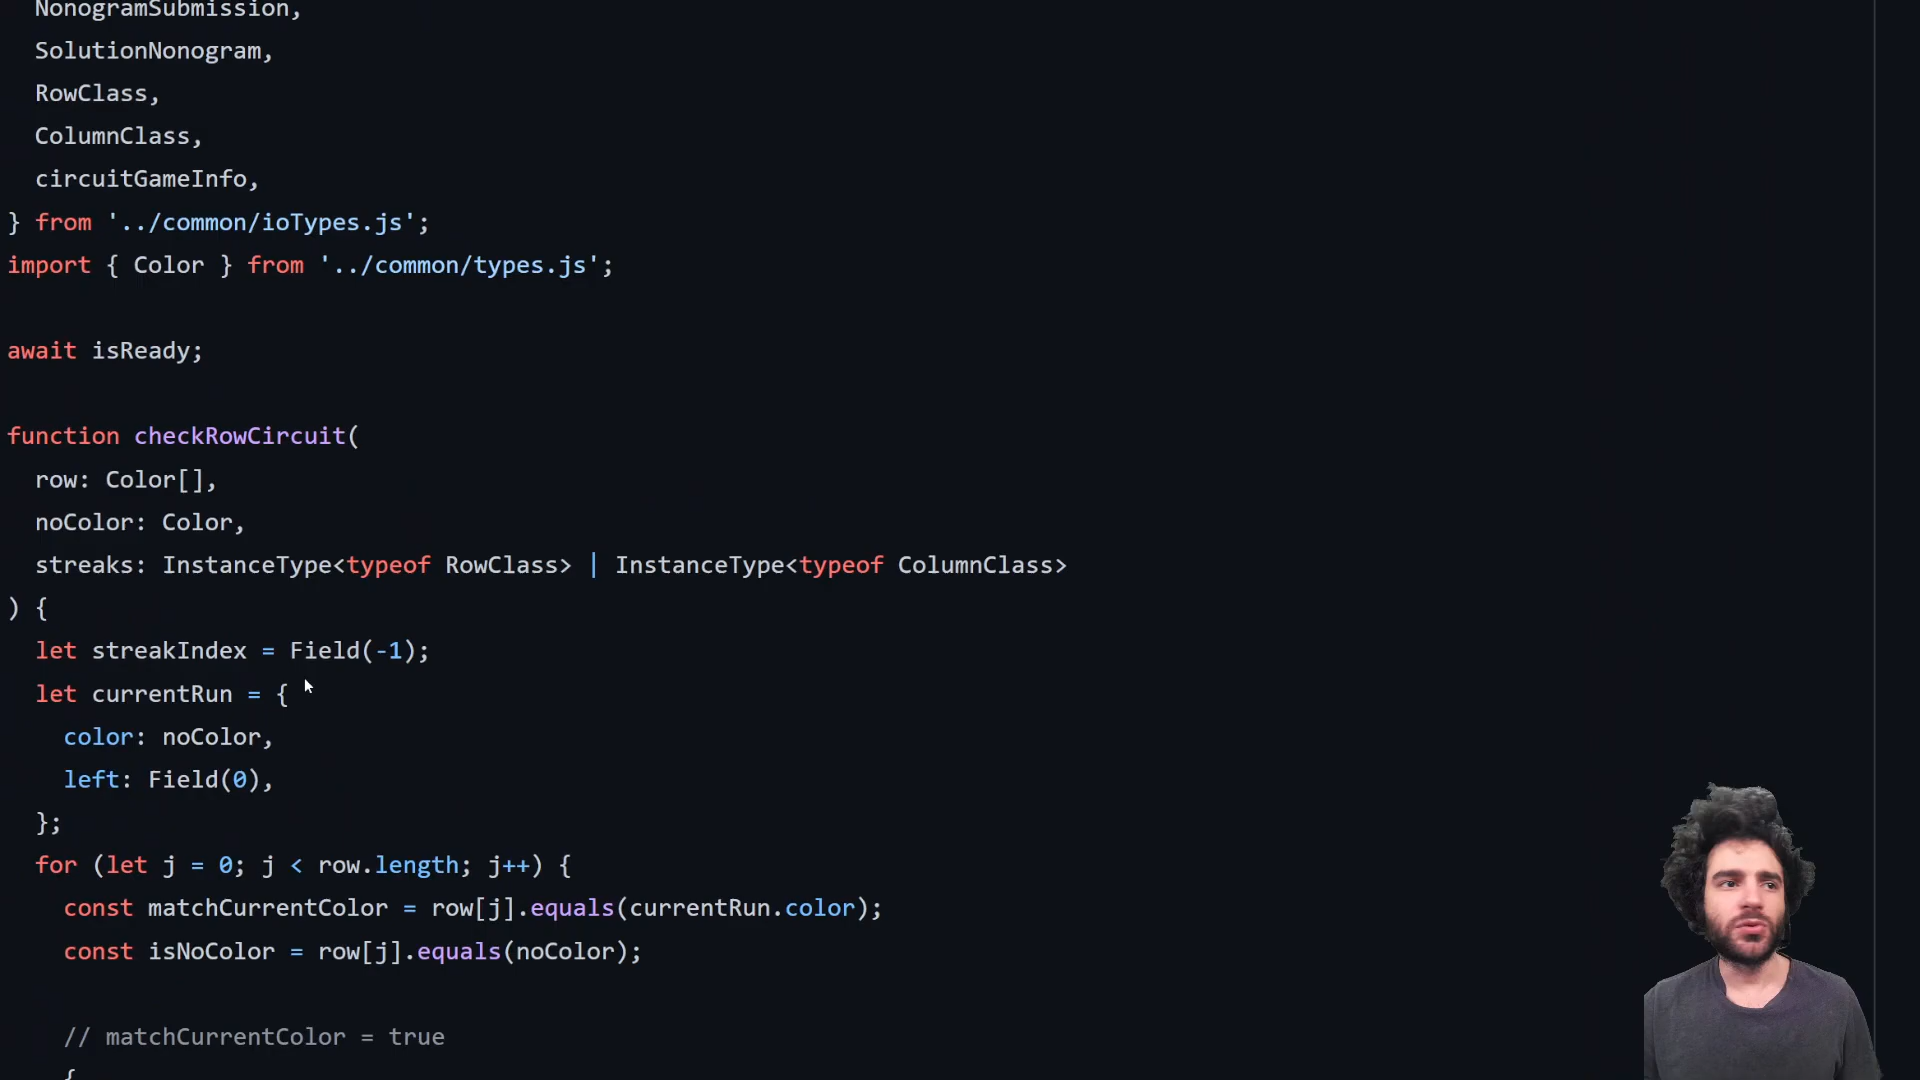 NonogramSubmission,
SolutionNonogram,
RowClass,
ColumnClass,
circuitGameInfo,
} from '../common/ioTypes.js';
import { Color } from '../common/types.js';
await isReady;
function checkRowCircuit(
row: Color[],
noColor: Color,
streaks: InstanceType<typeof RowClass> | InstanceType<typeof ColumnClass>
) {
let streakIndex = Field(-1);
let currentRun = {
color: noColor,
left: Field(0),
};
for (let j = 0; j < row.length; j++) {
const matchCurrentColor = row[j].equals(currentRun.color);
const isNoColor = row[j].equals(noColor);
// matchCurrentColor = true
{